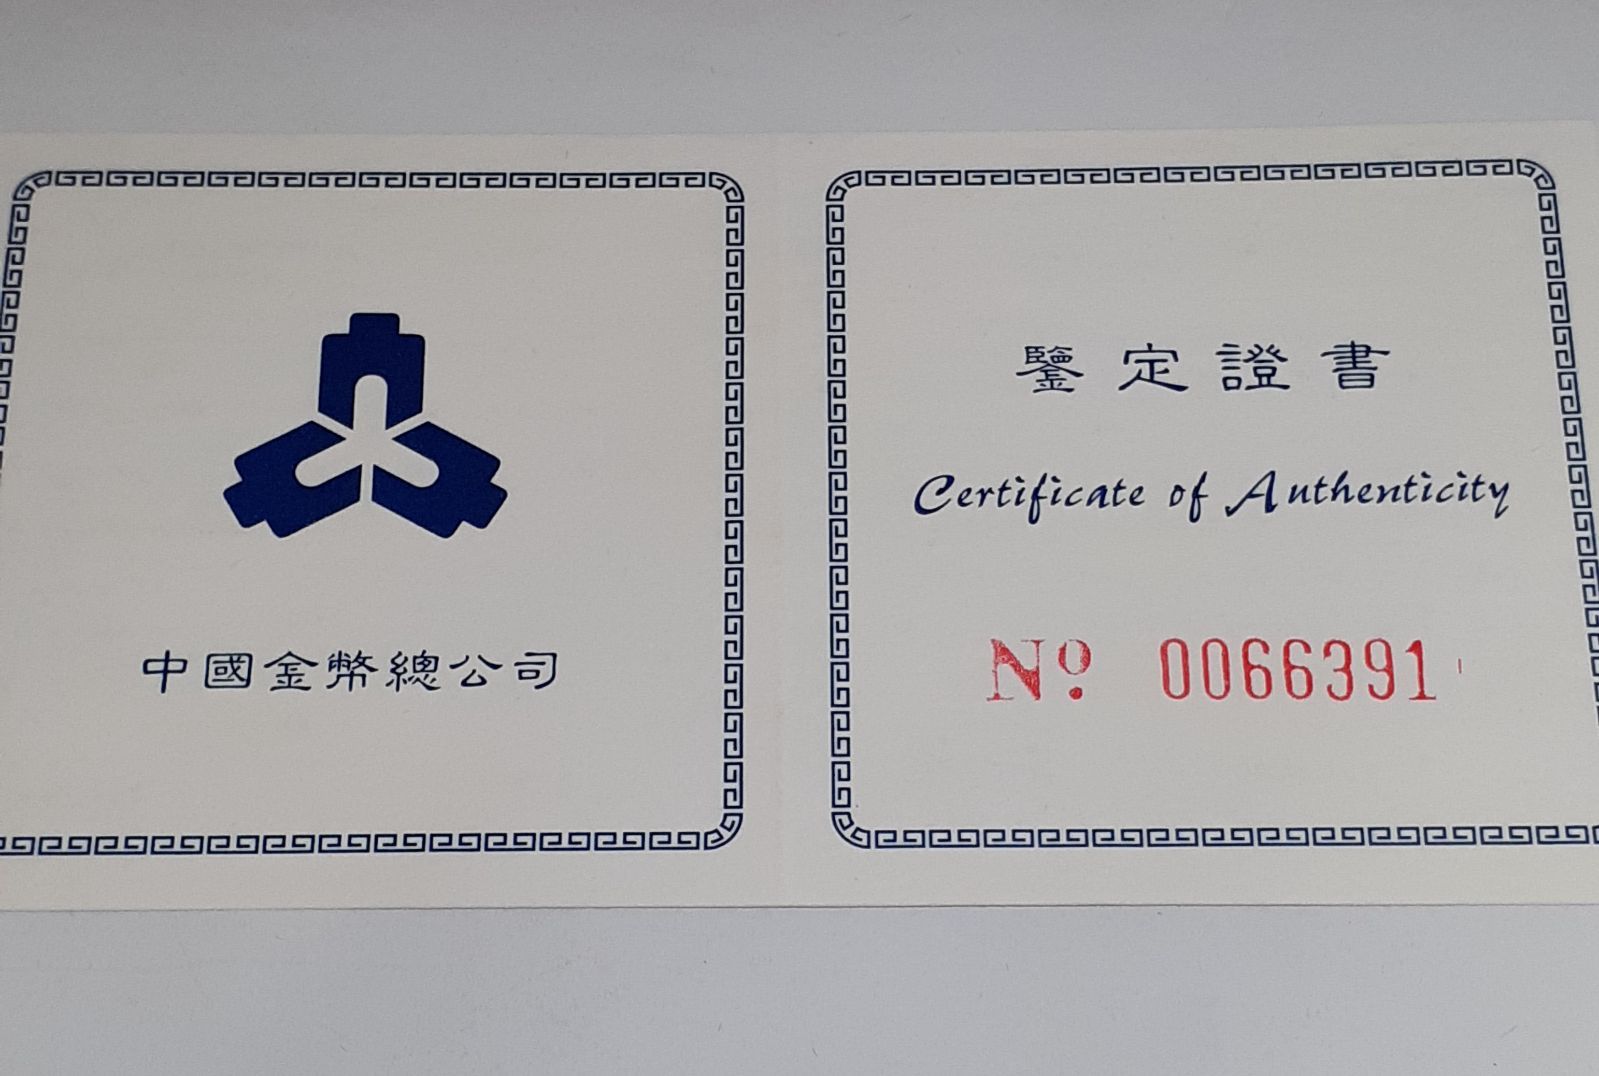 中國金幣總公司
鑒定證書
Certificate of Authenticity
Nº 0066391